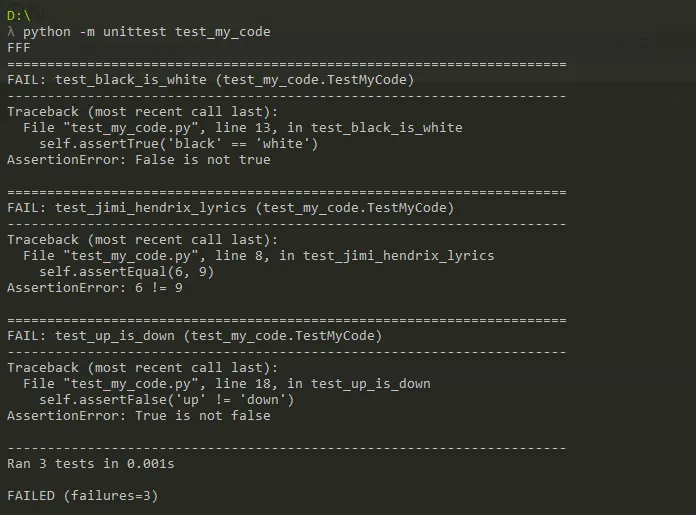 D:\
λ python -m unittest test_my_code
FFF
======================================================================
FAIL: test_black_is_white (test_my_code.TestMyCode)
----------------------------------------------------------------------
Traceback (most recent call last):
  File "test_my_code.py", line 13, in test_black_is_white
    self.assertTrue('black' == 'white')
AssertionError: False is not true

======================================================================
FAIL: test_jimi_hendrix_lyrics (test_my_code.TestMyCode)
----------------------------------------------------------------------
Traceback (most recent call last):
  File "test_my_code.py", line 8, in test_jimi_hendrix_lyrics
    self.assertEqual(6, 9)
AssertionError: 6 != 9

======================================================================
FAIL: test_up_is_down (test_my_code.TestMyCode)
----------------------------------------------------------------------
Traceback (most recent call last):
  File "test_my_code.py", line 18, in test_up_is_down
    self.assertFalse('up' != 'down')
AssertionError: True is not false

----------------------------------------------------------------------
Ran 3 tests in 0.001s

FAILED (failures=3)